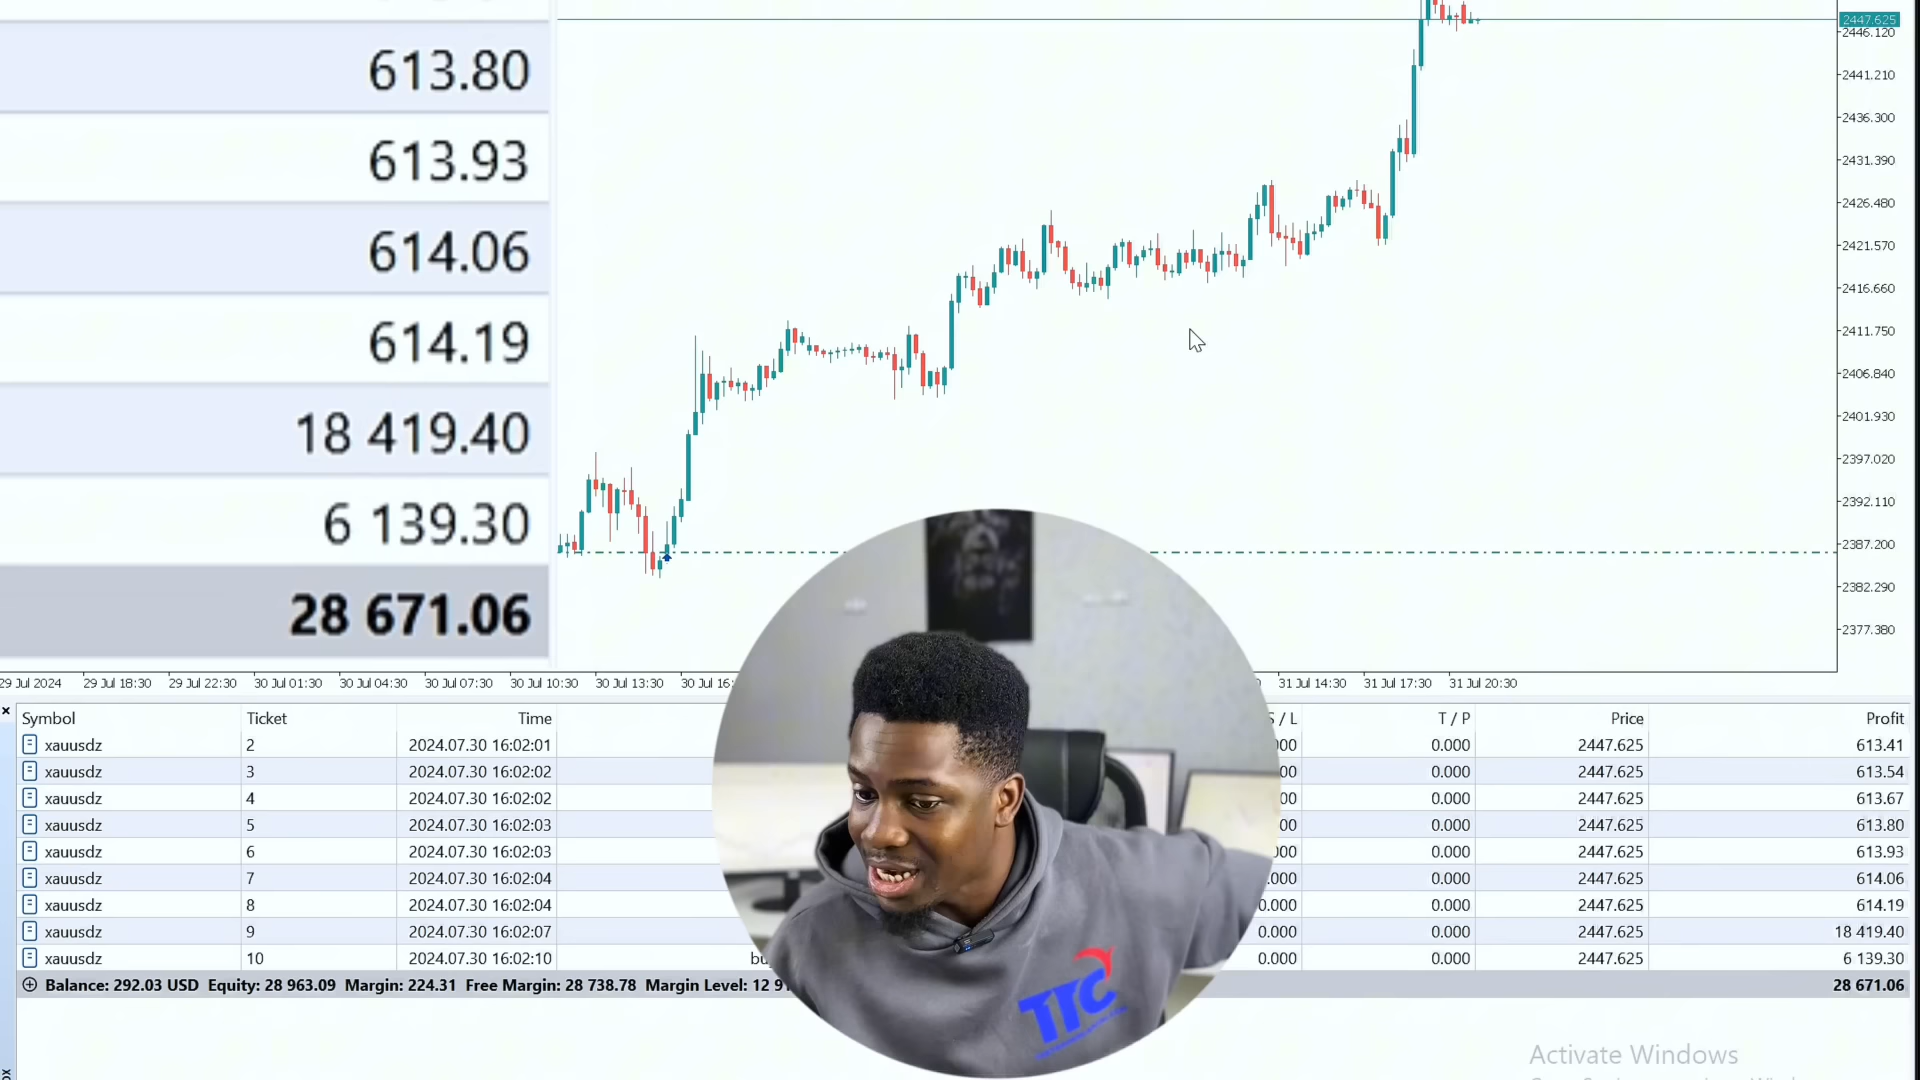 613.80
613.93
614.06
614.19
18 419.40
6 139.30
28 671.06
2447.625
2446.120
2441.210
2436.300
2431.390
2426.480
2421.570
2416.660
2411.750
2406.840
2401.930
2397.020
2392.110
2387.200
2382.290
2377.380
29 Jul 2024 29 Jul 18:30 29 Jul 22:30 30 Jul 01:30 30 Jul 04:30 30 Jul 07:30 30 Jul 10:30 30 Jul 13:30 30 Jul 31 Jul 14:30 31 Jul 17:30 31 Jul 20:30
Symbol Ticket Time S / L T / P Price Profit
xauusdz 2 2024.07.30 16:02:01 0.000 2447.625 613.41
xauusdz 3 2024.07.30 16:02:02 0.000 2447.625 613.54
xauusdz 4 2024.07.30 16:02:02 0.000 2447.625 613.67
xauusdz 5 2024.07.30 16:02:03 0.000 2447.625 613.80
xauusdz 6 2024.07.30 16:02:03 0.000 2447.625 613.93
xauusdz 7 2024.07.30 16:02:04 0.000 2447.625 614.06
xauusdz 8 2024.07.30 16:02:04 0.000 0.000 2447.625 614.19
xauusdz 9 2024.07.30 16:02:07 0.000 0.000 2447.625 18 419.40
xauusdz 10 2024.07.30 16:02:10 0.000 0.000 2447.625 6 139.30
Balance: 292.03 USD Equity: 28 963.09 Margin: 224.31 Free Margin: 28 738.78 Margin Level: 28 671.06
TTC
Activate Windows